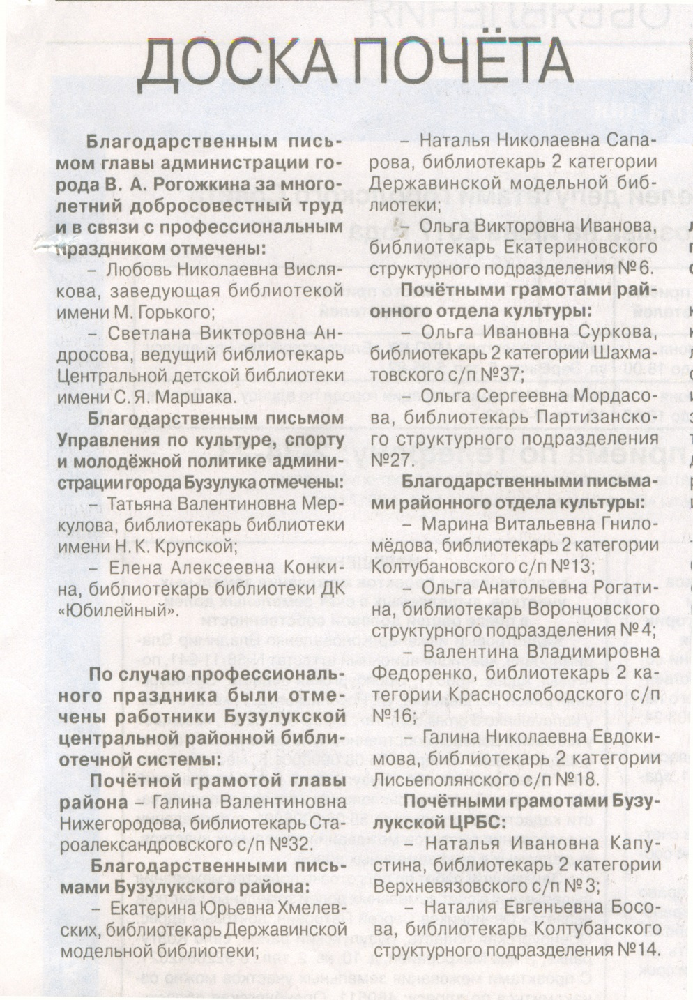 ДОСКА ПОЧЁТА
Благодарственным пись-
мом главы администрации го-
рода В. А. Рогожкина за много-
летний добросовестный труд
и в связи с профессиональным
праздником отмечены:
– Любовь Николаевна Висля-
кова, заведующая библиотекой
имени М. Горького;
– Светлана Викторовна Ан-
дросова, ведущий библиотекарь
Центральной детской библиотеки
имени С. Я. Маршака.
Благодарственным письмом
Управления по культуре, спорту
и молодёжной политике админи-
страции города Бузулука отмечены:
– Татьяна Валентиновна Мер-
кулова, библиотекарь библиотеки
имени Н. К. Крупской;
– Елена Алексеевна Конки-
на, библиотекарь библиотеки ДК
«Юбилейный».
По случаю профессиональ-
ного праздника были отме-
чены работники Бузулукской
центральной районной библи-
отечной системы:
Почётной грамотой главы
района – Галина Валентиновна
Нижегородова, библиотекарь Ста-
роалександровского с/п №32.
Благодарственными пись-
мами Бузулукского района:
– Екатерина Юрьевна Хмелев-
ских, библиотекарь Державинской
модельной библиотеки;
– Наталья Николаевна Сапа-
рова, библиотекарь 2 категории
Державинской модельной биб-
лиотеки;
– Ольга Викторовна Иванова,
библиотекарь Екатериновского
структурного подразделения №6.
Почётными грамотами рай-
онного отдела культуры:
– Ольга Ивановна Суркова,
библиотекарь 2 категории Шахма-
товского с/п №37;
– Ольга Сергеевна Мордасо-
ва, библиотекарь Партизанско-
го структурного подразделения
№27.
Благодарственными письма-
ми районного отдела культуры:
– Марина Витальевна Гнило-
мёдова, библиотекарь 2 категории
Колтубановского с/п №13;
– Ольга Анатольевна Рогати-
на, библиотекарь Воронцовского
структурного подразделения №4;
– Валентина Владимировна
Федоренко, библиотекарь 2 ка-
тегории Краснослободского с/п
№16;
– Галина Николаевна Евдоки-
мова, библиотекарь 2 категории
Лисьеполянского с/п №18.
Почётными грамотами Бузу-
лукской ЦРБС:
– Наталья Ивановна Капу-
стина, библиотекарь 2 категории
Верхневязовского с/п №3;
– Наталия Евгеньевна Босо-
ва, библиотекарь Колтубанского
структурного подразделения №14.